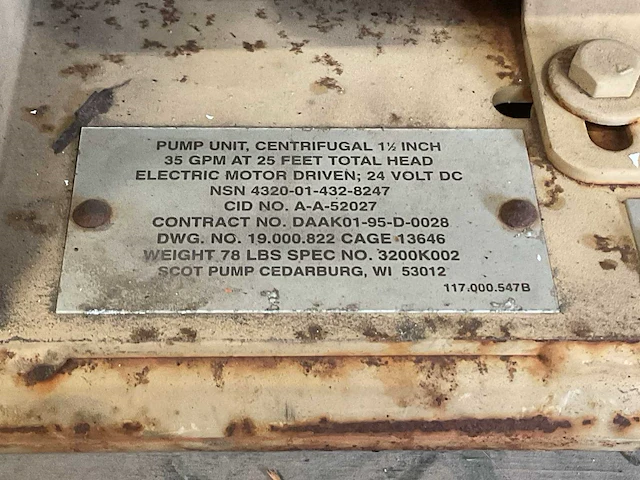 PUMP UNIT, CENTRIFUGAL 1½ INCH
35 GPM AT 25 FEET TOTAL HEAD
ELECTRIC MOTOR DRIVEN; 24 VOLT DC
NSN 4320-01-432-8247
CID NO. A-A-52027
CONTRACT NO. DAAK01-95-D-0028
DWG. NO. 19.000.822 CAGE 13646
WEIGHT 78 LBS SPEC NO. 3200K002
SCOT PUMP CEDARBURG, WI 53012
117.000.547B